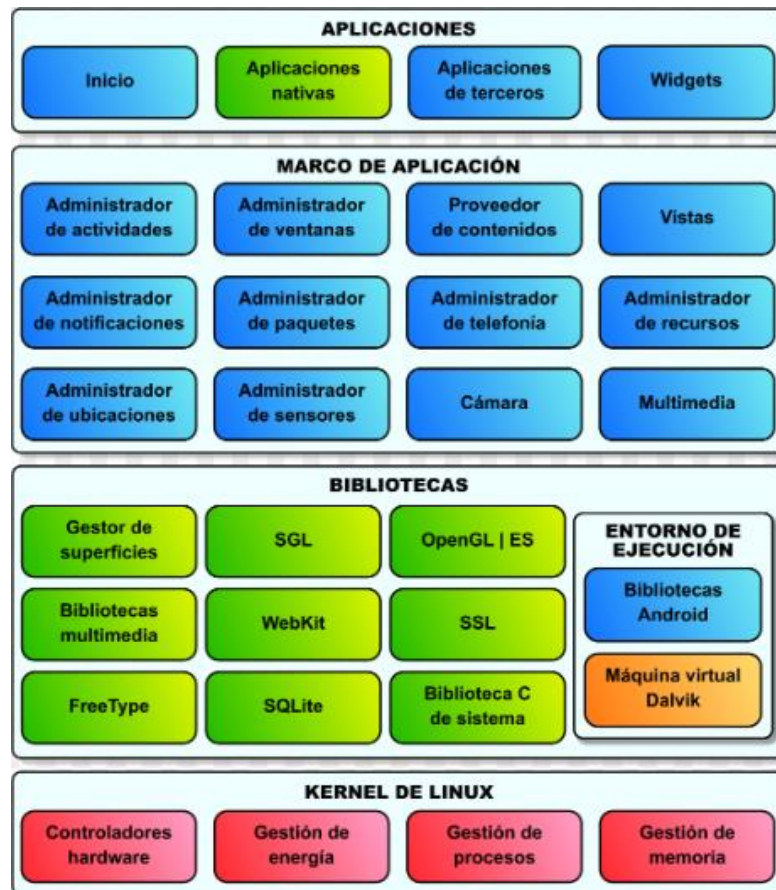 APLICACIONES
Inicio
Aplicaciones
nativas
Aplicaciones
de terceros
Widgets
MARCO DE APLICACIÓN
Administrador
de actividades
Administrador
de ventanas
Proveedor
de contenidos
Vistas
Administrador
de notificaciones
Administrador
de paquetes
Administrador
de telefonía
Administrador
de recursos
Administrador
de ubicaciones
Administrador
de sensores
Cámara
Multimedia
BIBLIOTECAS
Gestor de
superficies
SGL
OpenGL | ES
Bibliotecas
multimedia
WebKit
SSL
FreeType
SQLite
Biblioteca C
de sistema
ENTORNO DE
EJECUCIÓN
Bibliotecas
Android
Máquina virtual
Dalvik
KERNEL DE LINUX
Controladores
hardware
Gestión de
energía
Gestión de
procesos
Gestión de
memoria